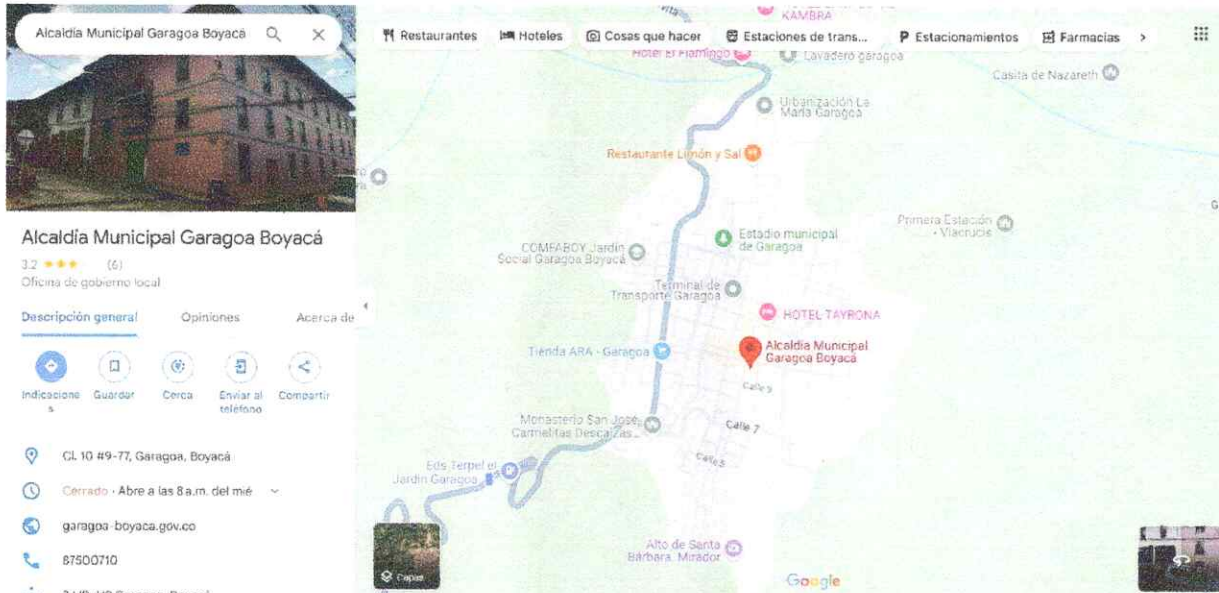 Alcaldía Municipal Garagoa Boyacá
Alcaldía Municipal Garagoa Boyacá
3.2
(6)
Oficina de gobierno local
Descripción general
Opiniones
Acerca de
Indicaciones
Guardar
Cerca
Enviar al teléfono
Compartir
CL 10 #9-77, Garagoa, Boyacá
Cerrado · Abre a las 8 a.m. del mié
garagoa-boyaca.gov.co
87500710
Restaurantes
Hoteles
Cosas que hacer
Estaciones de trans...
Estacionamientos
Farmacias
KAMBRA
Hotel El Flamingo
Lavadero garagoa
Casita de Nazareth
Urbanización La
María Garagoa
Restaurante Limón y Sal
Primera Estación
- Viacrucis
Estadio municipal
de Garagoa
COMFABOY Jardín
Social Garagoa Boyacá
Terminal de
Transporte Garagoa
HOTEL TAYRONA
Tienda ARA - Garagoa
Alcaldía Municipal
Garagoa Boyacá
Calle 9
Monasterio San José,
Carmelitas Descalzas...
Calle 7
Calle 5
Eds Terpel el
Jardín Garagoa
Alto de Santa
Bárbara, Mirador
Capas
Google